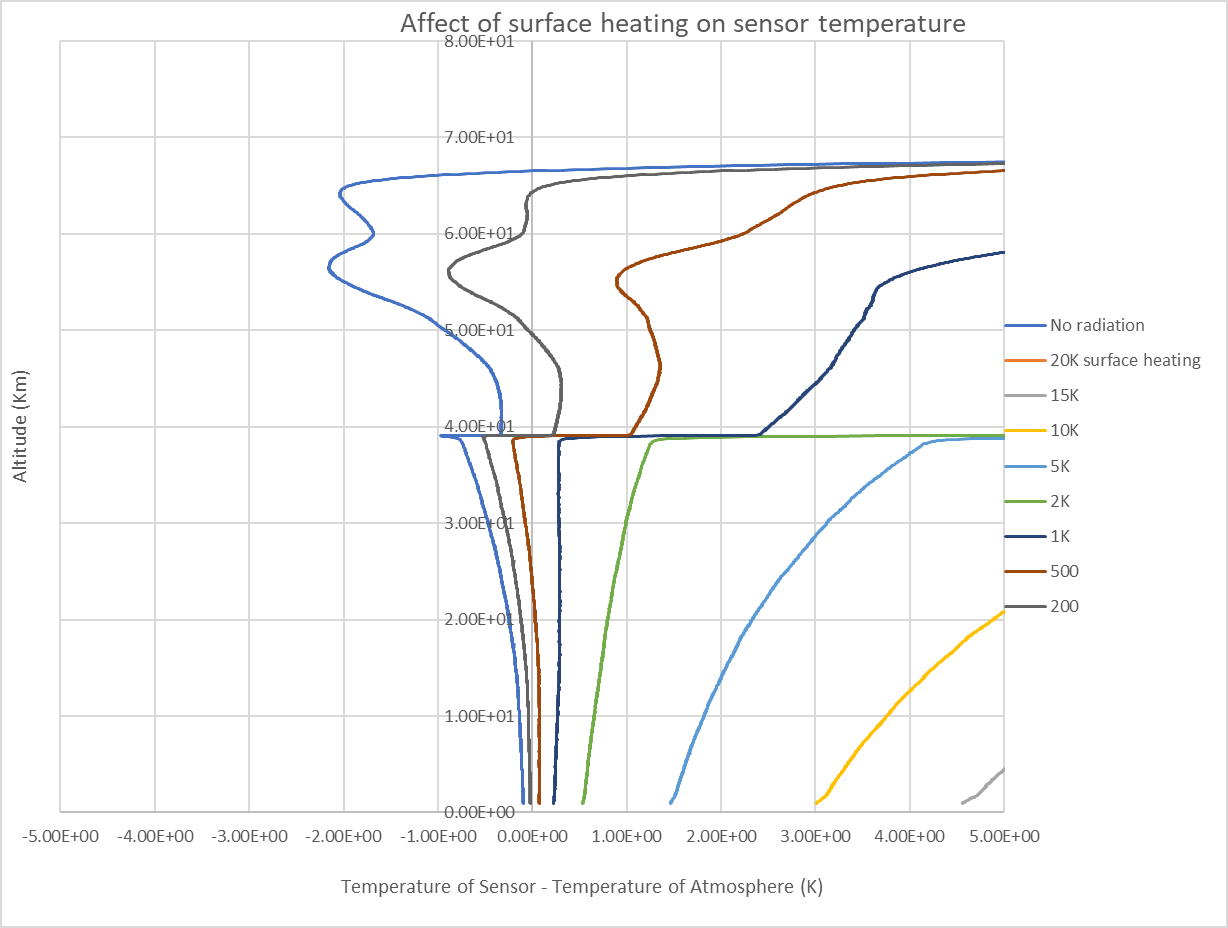 Affect of surface heating on sensor temperature
8.00E+01
7.00E+01
6.00E+01
5.00E+01
4.00E+01
3.00E+01
2.00E+01
1.00E+01
0.00E+00
-5.00E+00 -4.00E+00 -3.00E+00 -2.00E+00 -1.00E+00 0.00E+00 1.00E+00 2.00E+00 3.00E+00 4.00E+00 5.00E+00
Altitude (Km)
Temperature of Sensor - Temperature of Atmosphere (K)
No radiation
20K surface heating
15K
10K
5K
2K
1K
500
200